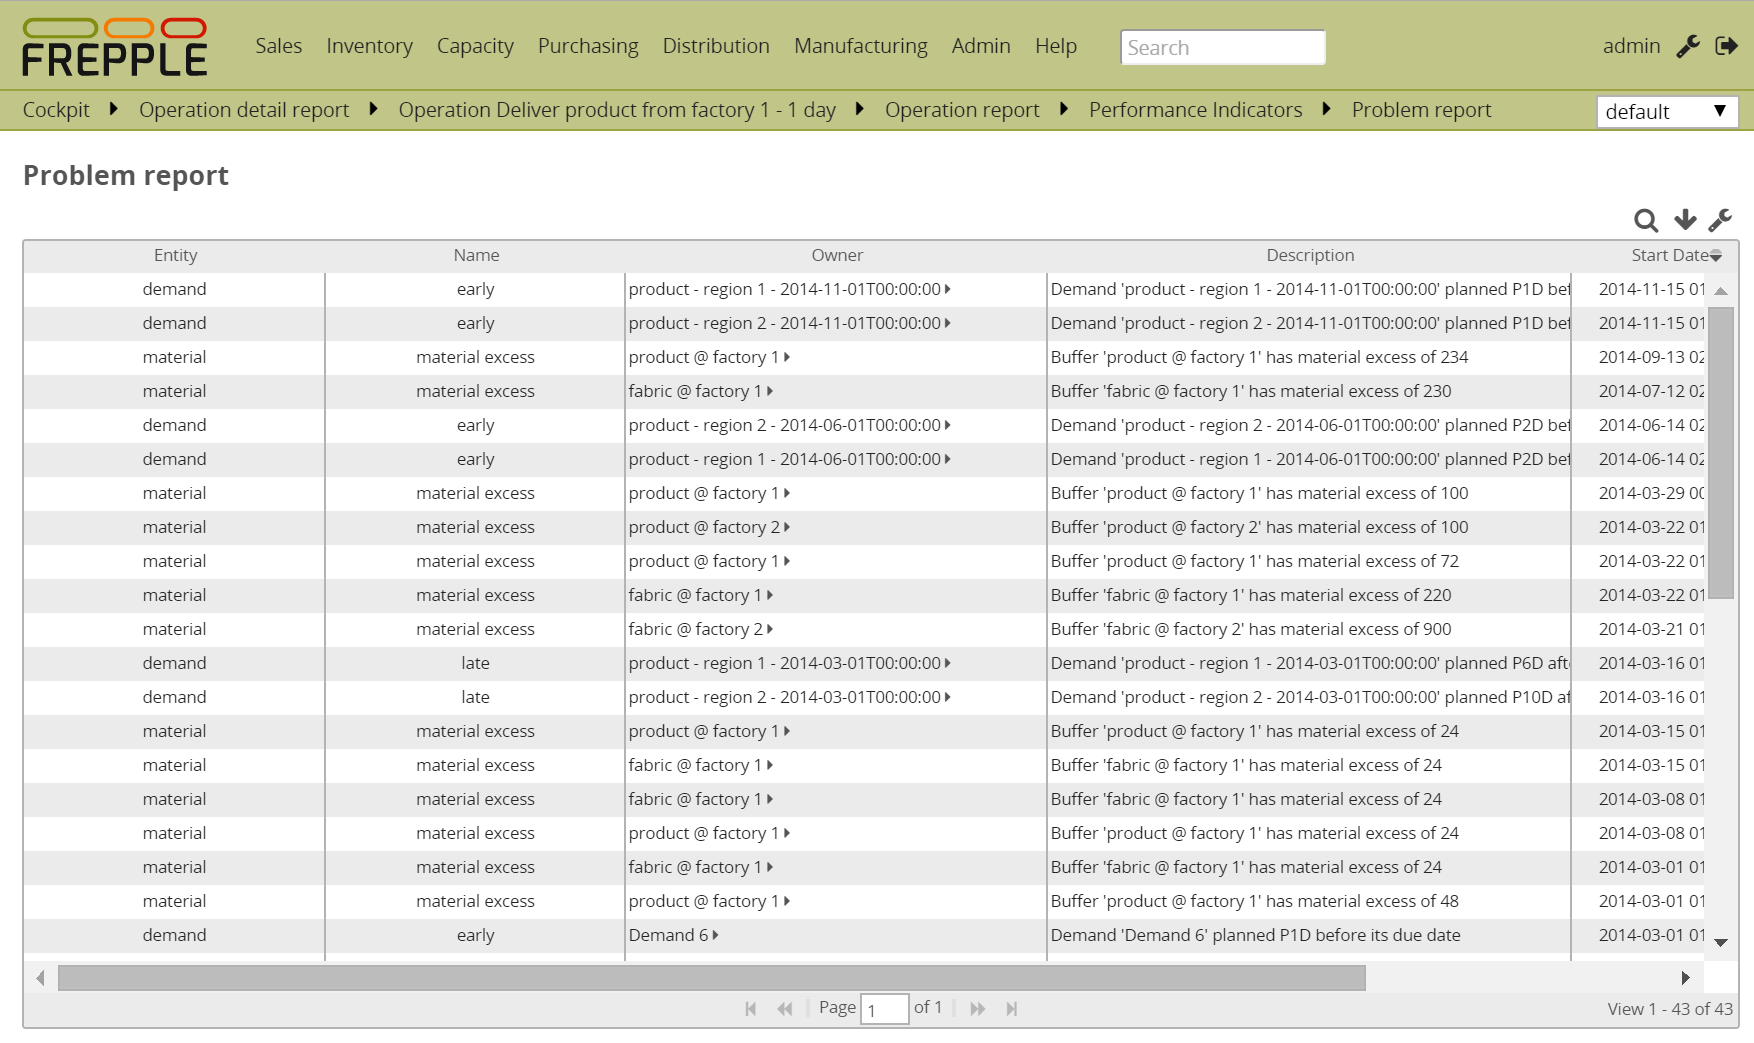 FREPPLE Sales Inventory Capacity Purchasing Distribution Manufacturing Admin Help Search admin
Cockpit Operation detail report Operation Deliver product from factory 1 - 1 day Operation report Performance Indicators Problem report default
Problem report
Entity Name Owner Description Start Date
demand early product - region 1 - 2014-11-01T00:00:00 Demand 'product - region 1 - 2014-11-01T00:00:00' planned P1D bef 2014-11-15 01
demand early product - region 2 - 2014-11-01T00:00:00 Demand 'product - region 2 - 2014-11-01T00:00:00' planned P1D bef 2014-11-15 01
material material excess product @ factory 1 Buffer 'product @ factory 1' has material excess of 234 2014-09-13 02
material material excess fabric @ factory 1 Buffer 'fabric @ factory 1' has material excess of 230 2014-07-12 02
demand early product - region 2 - 2014-06-01T00:00:00 Demand 'product - region 2 - 2014-06-01T00:00:00' planned P2D bef 2014-06-14 02
demand early product - region 1 - 2014-06-01T00:00:00 Demand 'product - region 1 - 2014-06-01T00:00:00' planned P2D bef 2014-06-14 02
material material excess product @ factory 1 Buffer 'product @ factory 1' has material excess of 100 2014-03-29 00
material material excess product @ factory 2 Buffer 'product @ factory 2' has material excess of 100 2014-03-22 01
material material excess product @ factory 1 Buffer 'product @ factory 1' has material excess of 72 2014-03-22 01
material material excess fabric @ factory 1 Buffer 'fabric @ factory 1' has material excess of 220 2014-03-22 01
material material excess fabric @ factory 2 Buffer 'fabric @ factory 2' has material excess of 900 2014-03-21 01
demand late product - region 1 - 2014-03-01T00:00:00 Demand 'product - region 1 - 2014-03-01T00:00:00' planned P6D aft 2014-03-16 01
demand late product - region 2 - 2014-03-01T00:00:00 Demand 'product - region 2 - 2014-03-01T00:00:00' planned P10D af 2014-03-16 01
material material excess product @ factory 1 Buffer 'product @ factory 1' has material excess of 24 2014-03-15 01
material material excess fabric @ factory 1 Buffer 'fabric @ factory 1' has material excess of 24 2014-03-15 01
material material excess fabric @ factory 1 Buffer 'fabric @ factory 1' has material excess of 24 2014-03-08 01
material material excess product @ factory 1 Buffer 'product @ factory 1' has material excess of 24 2014-03-08 01
material material excess fabric @ factory 1 Buffer 'fabric @ factory 1' has material excess of 24 2014-03-01 01
material material excess product @ factory 1 Buffer 'product @ factory 1' has material excess of 48 2014-03-01 01
demand early Demand 6 Demand 'Demand 6' planned P1D before its due date 2014-03-01 01
Page 1 of 1 View 1 - 43 of 43